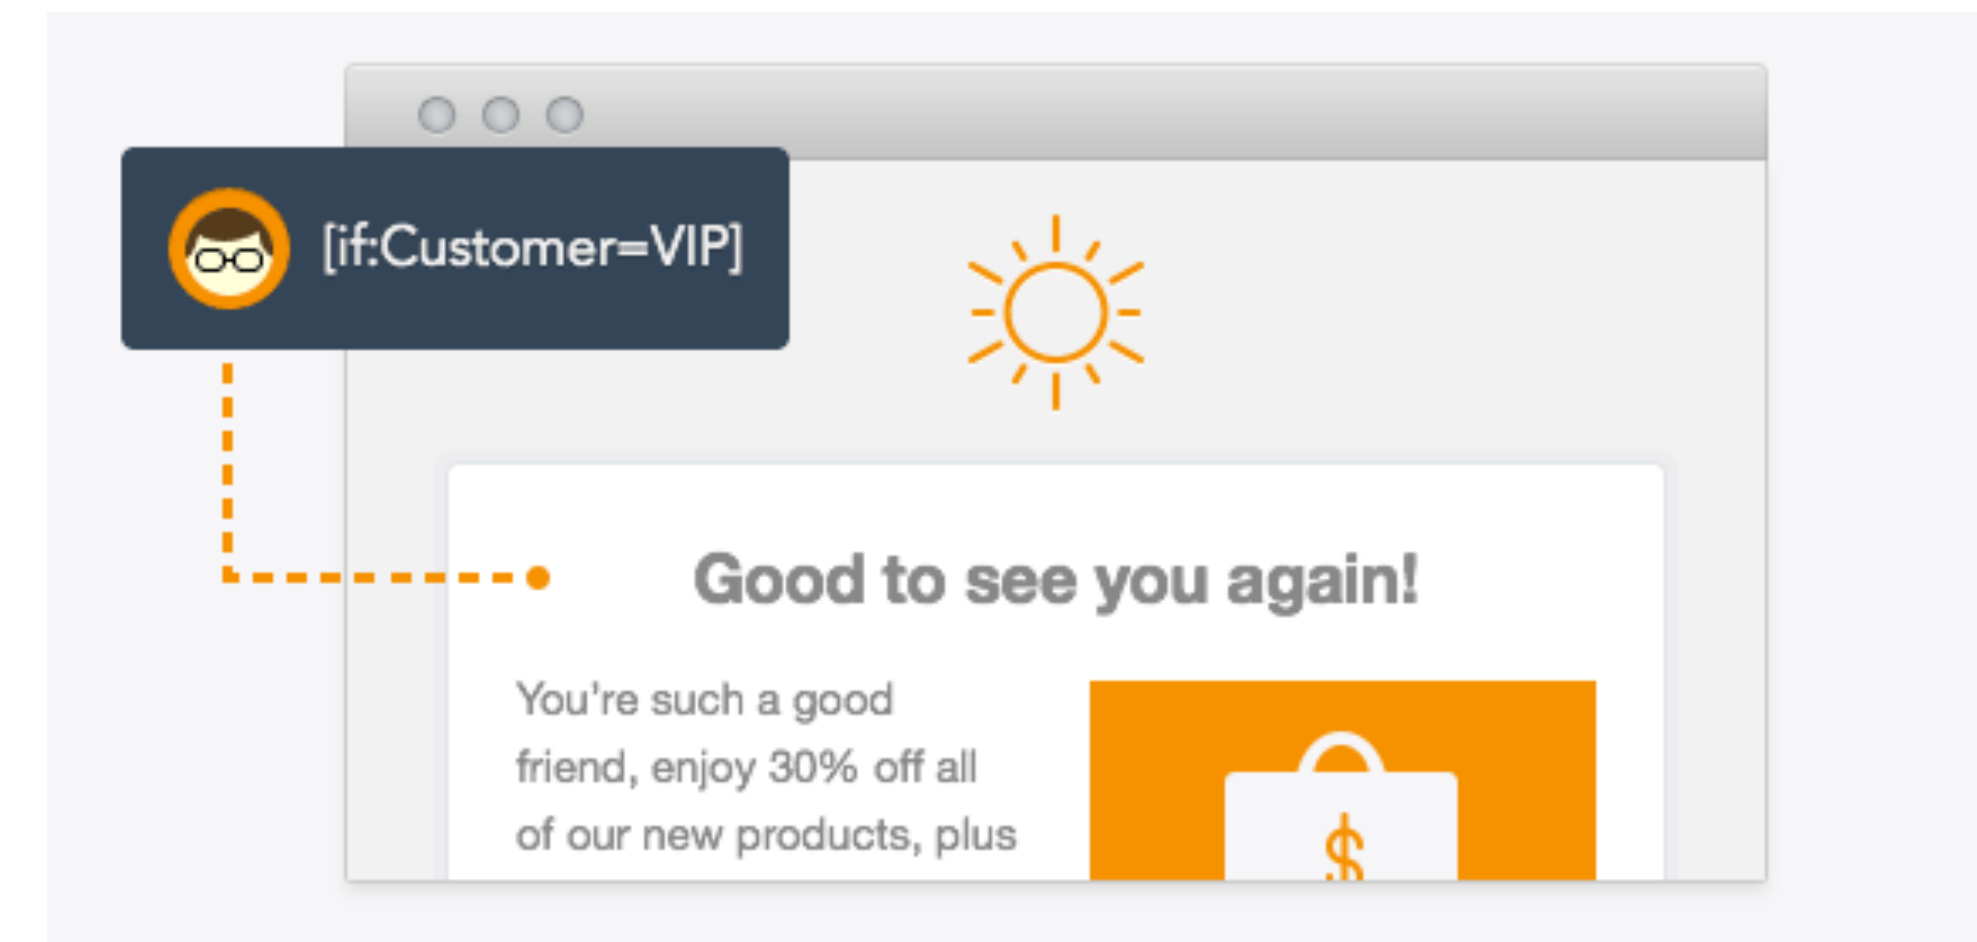 [if:Customer=VIP]
Good to see you again!
You're such a good
friend, enjoy 30% off all
of our new products, plus
$